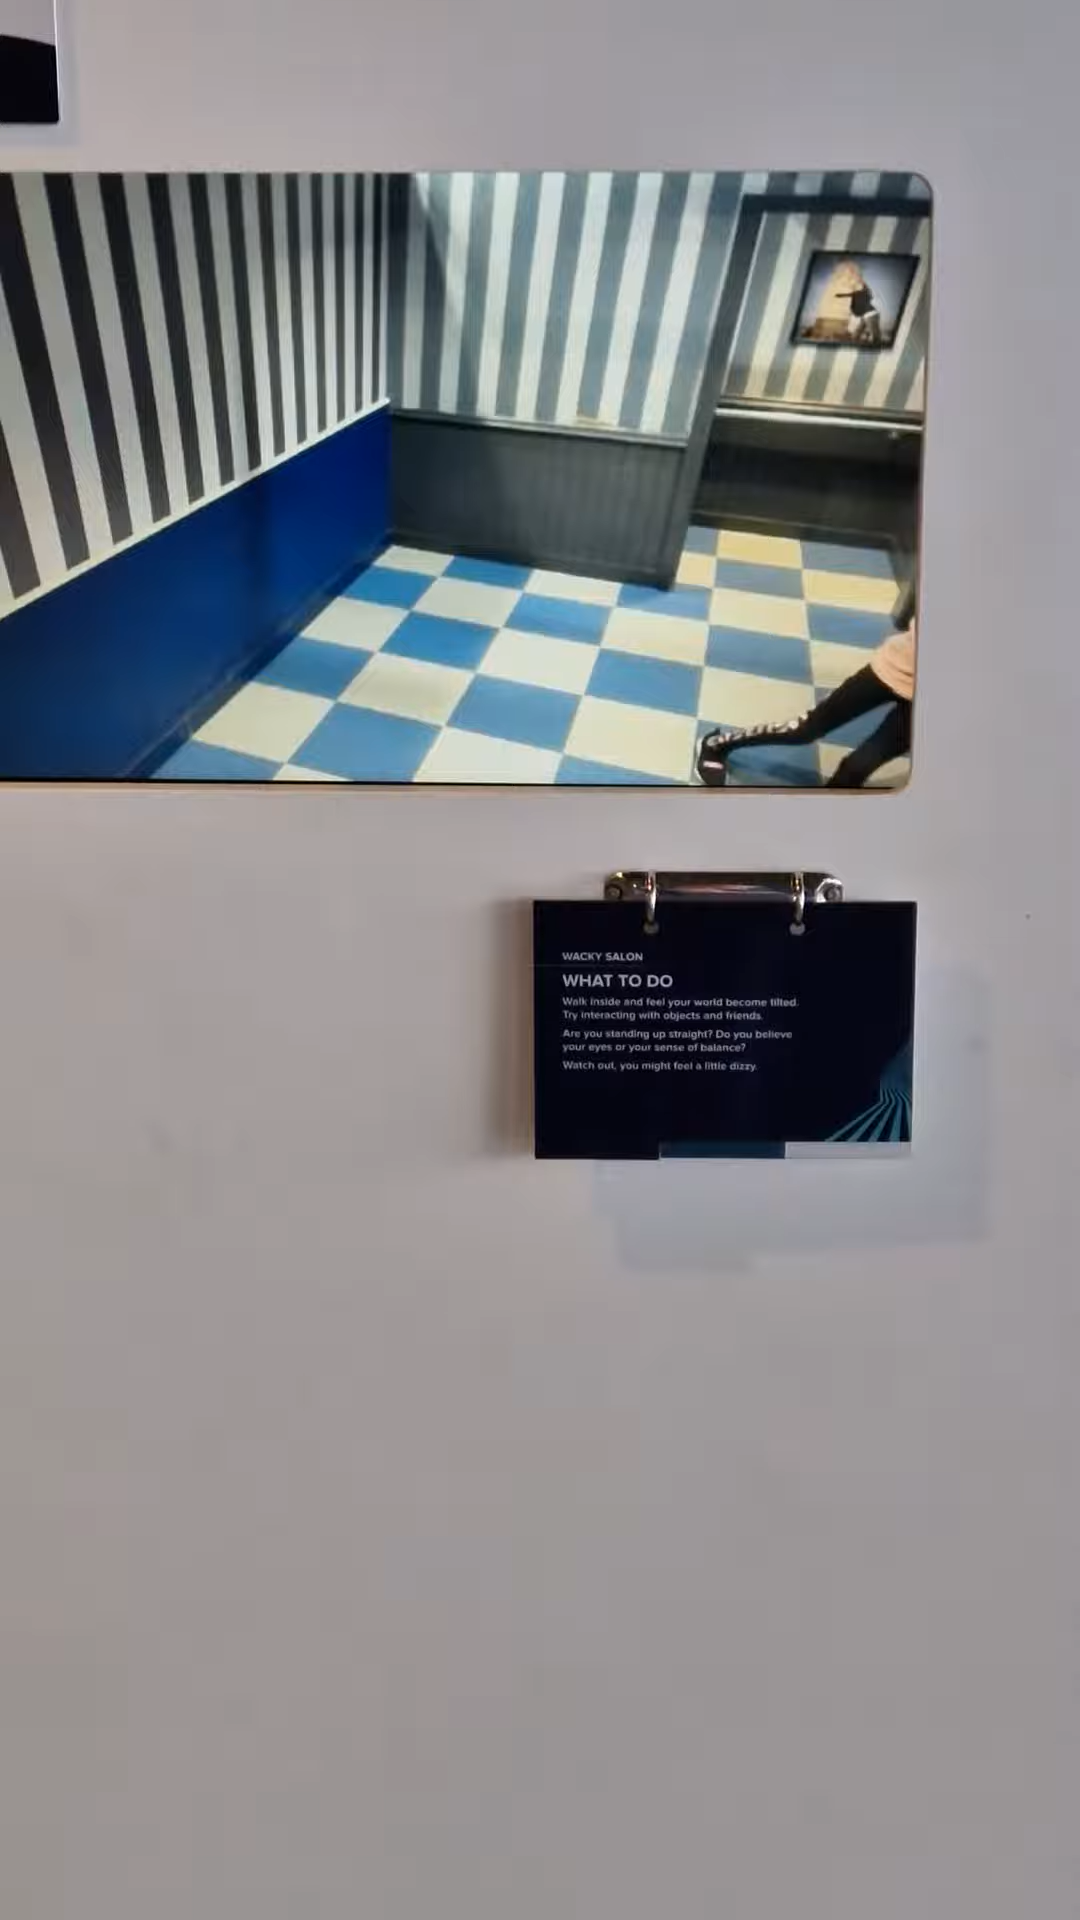 WACKY SALON
WHAT TO DO
Walk inside and feel your world become tilted.
Try interacting with objects and friends.
Are you standing up straight? Do you believe
your eyes or your sense of balance?
Watch out, you might feel a little dizzy.